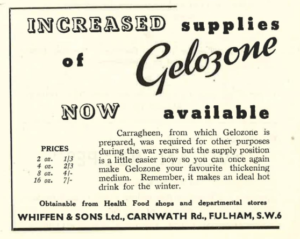 INCREASED supplies
of Gelozone
NOW available
Carragheen, from which Gelozone is
prepared, was required for other purposes
during the war years but the supply position
is a little easier now so you can once again
make Gelozone your favourite thickening
medium. Remember, it makes an ideal hot
drink for the winter.
PRICES
2 oz. 1/3
4 oz. 2/3
8 oz. 4/-
16 oz. 7/-
Obtainable from Health Food shops and departmental stores
WHIFFEN & SONS Ltd., CARNWATH Rd., FULHAM, S.W.6